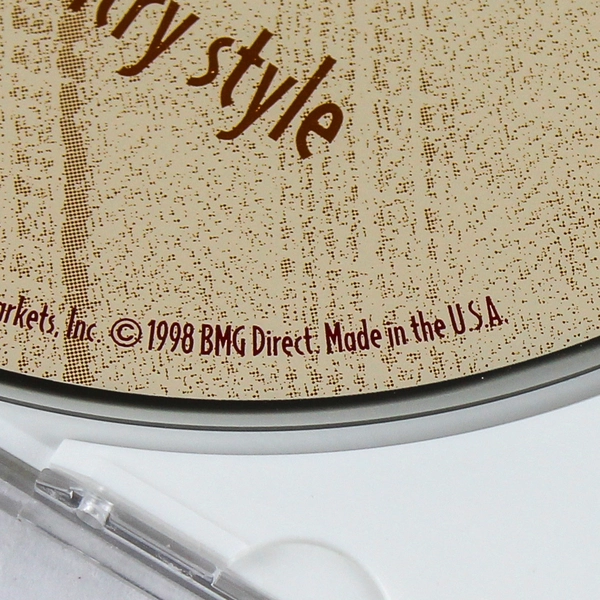 try style
arkets, Inc. © 1998 BMG Direct. Made in the U.S.A.